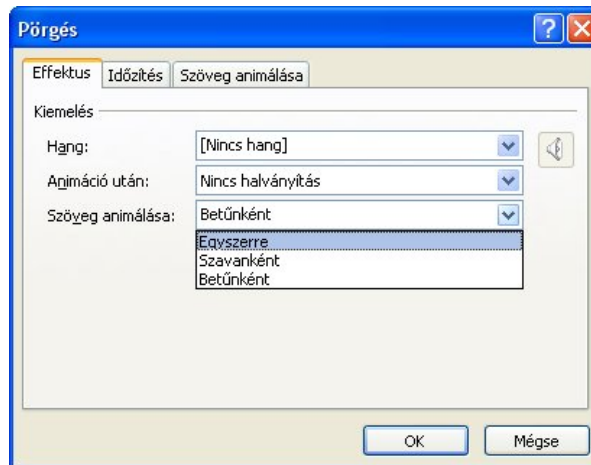 Pörgés
Effektus Időzítés Szöveg animálása
Kiemelés
Hang: [Nincs hang]
Animáció után: Nincs halványítás
Szöveg animálása: Betűnként
Egyszerre
Szavanként
Betűnként
OK Mégse